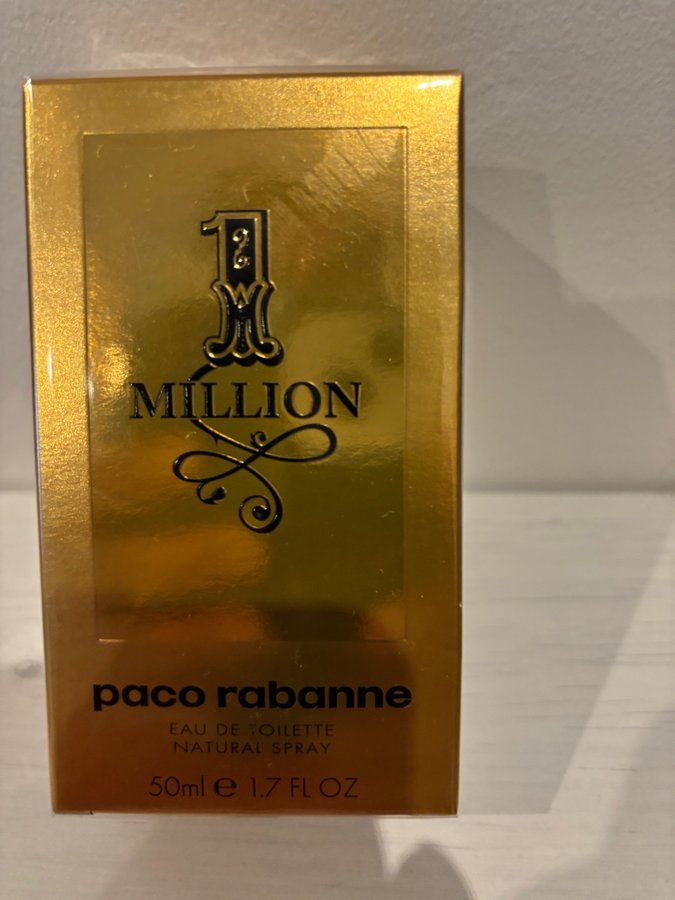 1
MILLION
paco rabanne
EAU DE TOILETTE
NATURAL SPRAY
50ml e 1.7 FL OZ